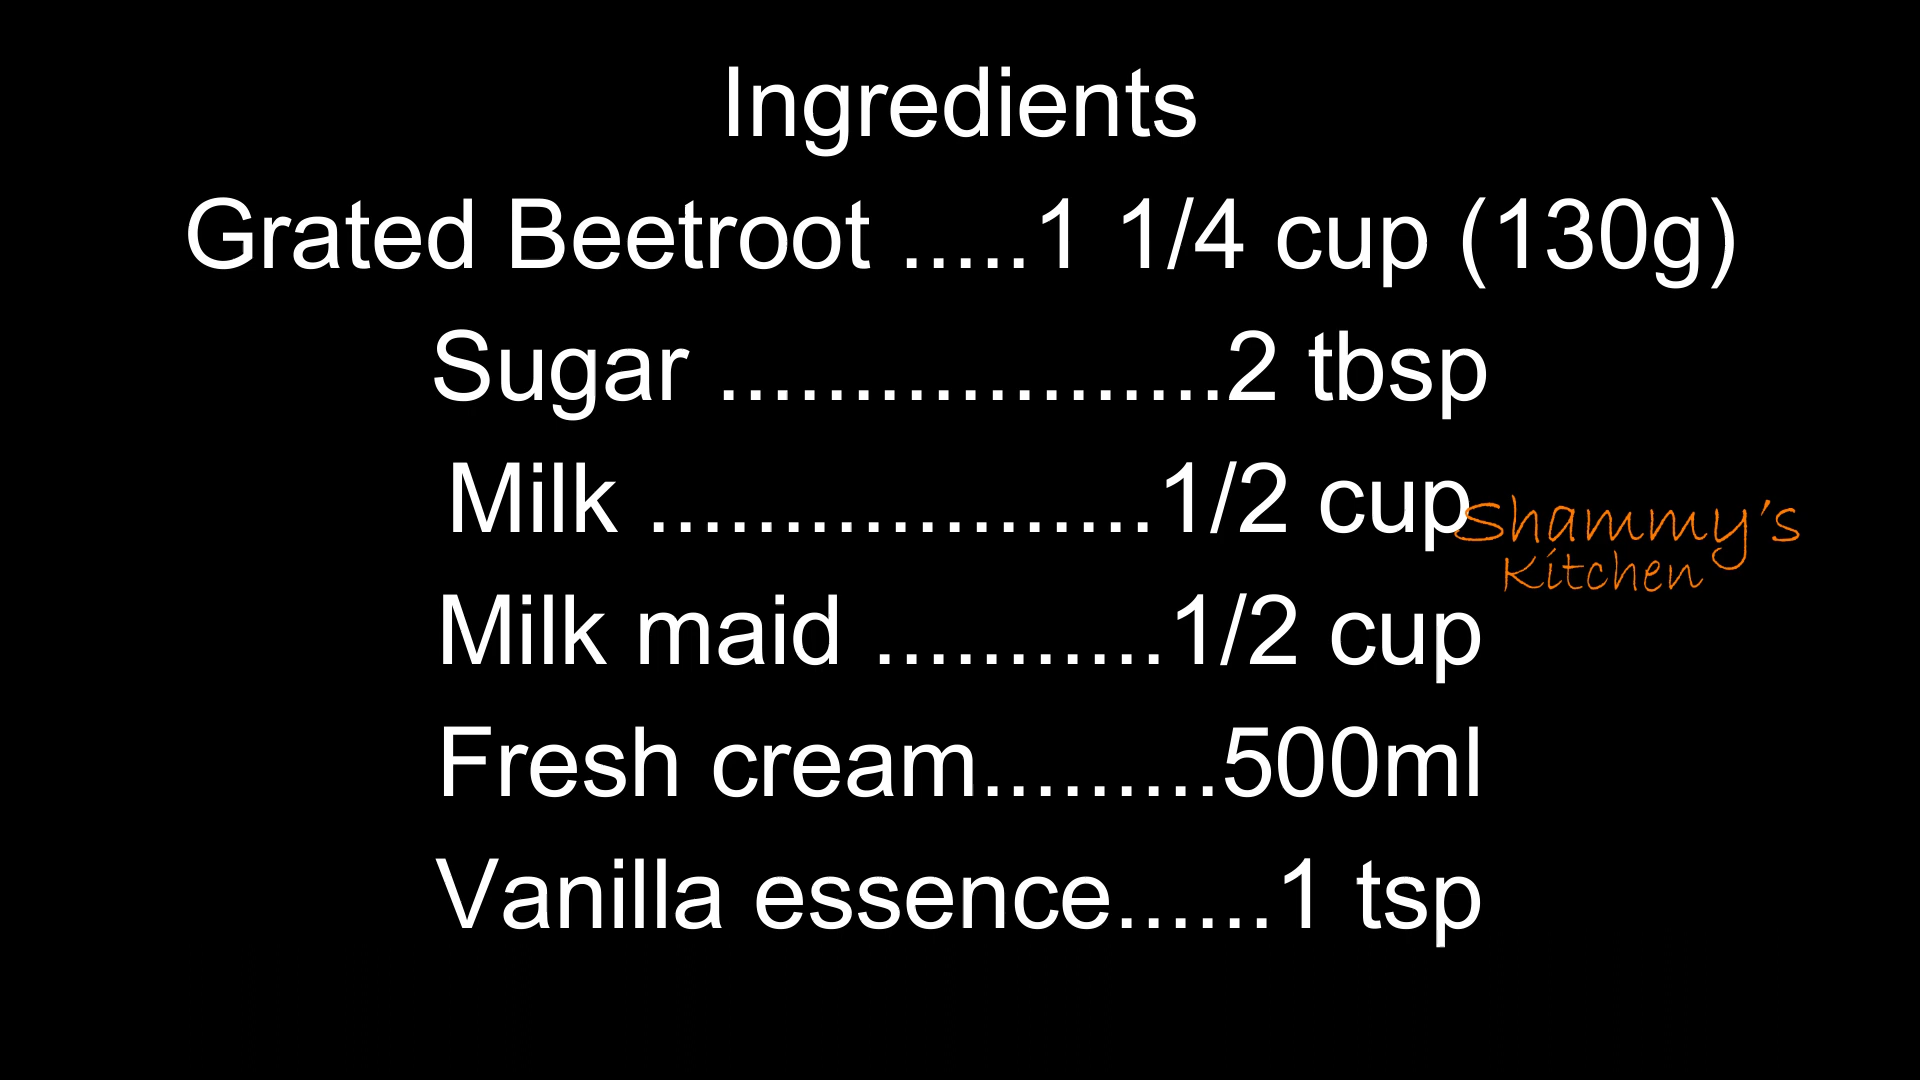 Ingredients
Grated Beetroot .....1 1/4 cup (130g)
Sugar ...................2 tbsp
Milk ...................1/2 cup
Shammy's
Kitchen
Milk maid ...........1/2 cup
Fresh cream.........500ml
Vanilla essence......1 tsp